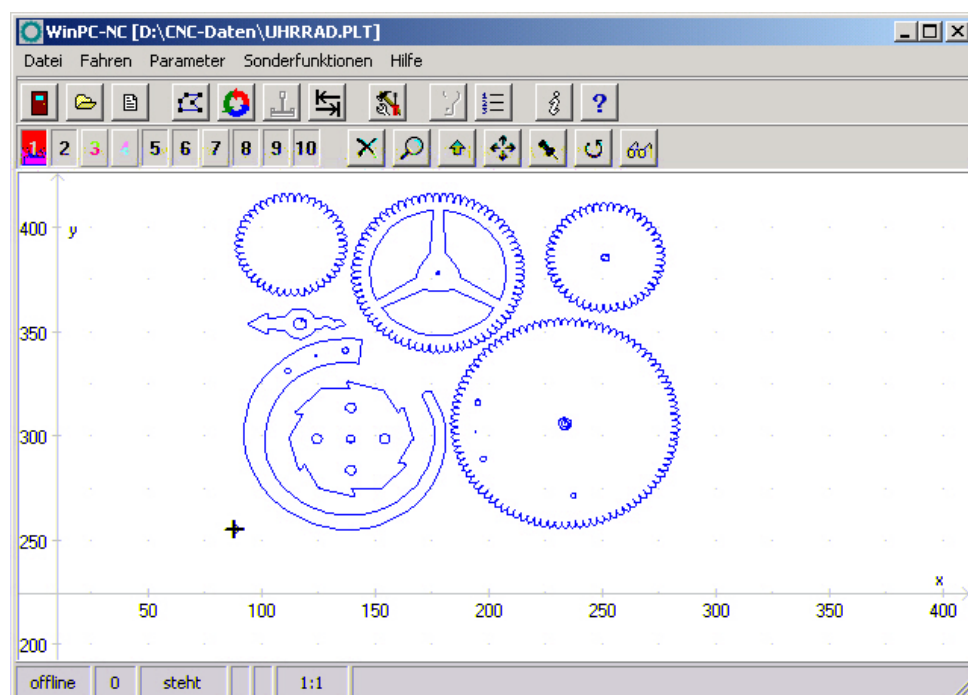 WinPC-NC [D:\CNC-Daten\UHRRAD.PLT]
Datei Fahren Parameter Sonderfunktionen Hilfe
1 2 3 4 5 6 7 8 9 10
400 y
350
300
250
x
50 100 150 200 250 300 350 400
200
offline 0 steht 1:1